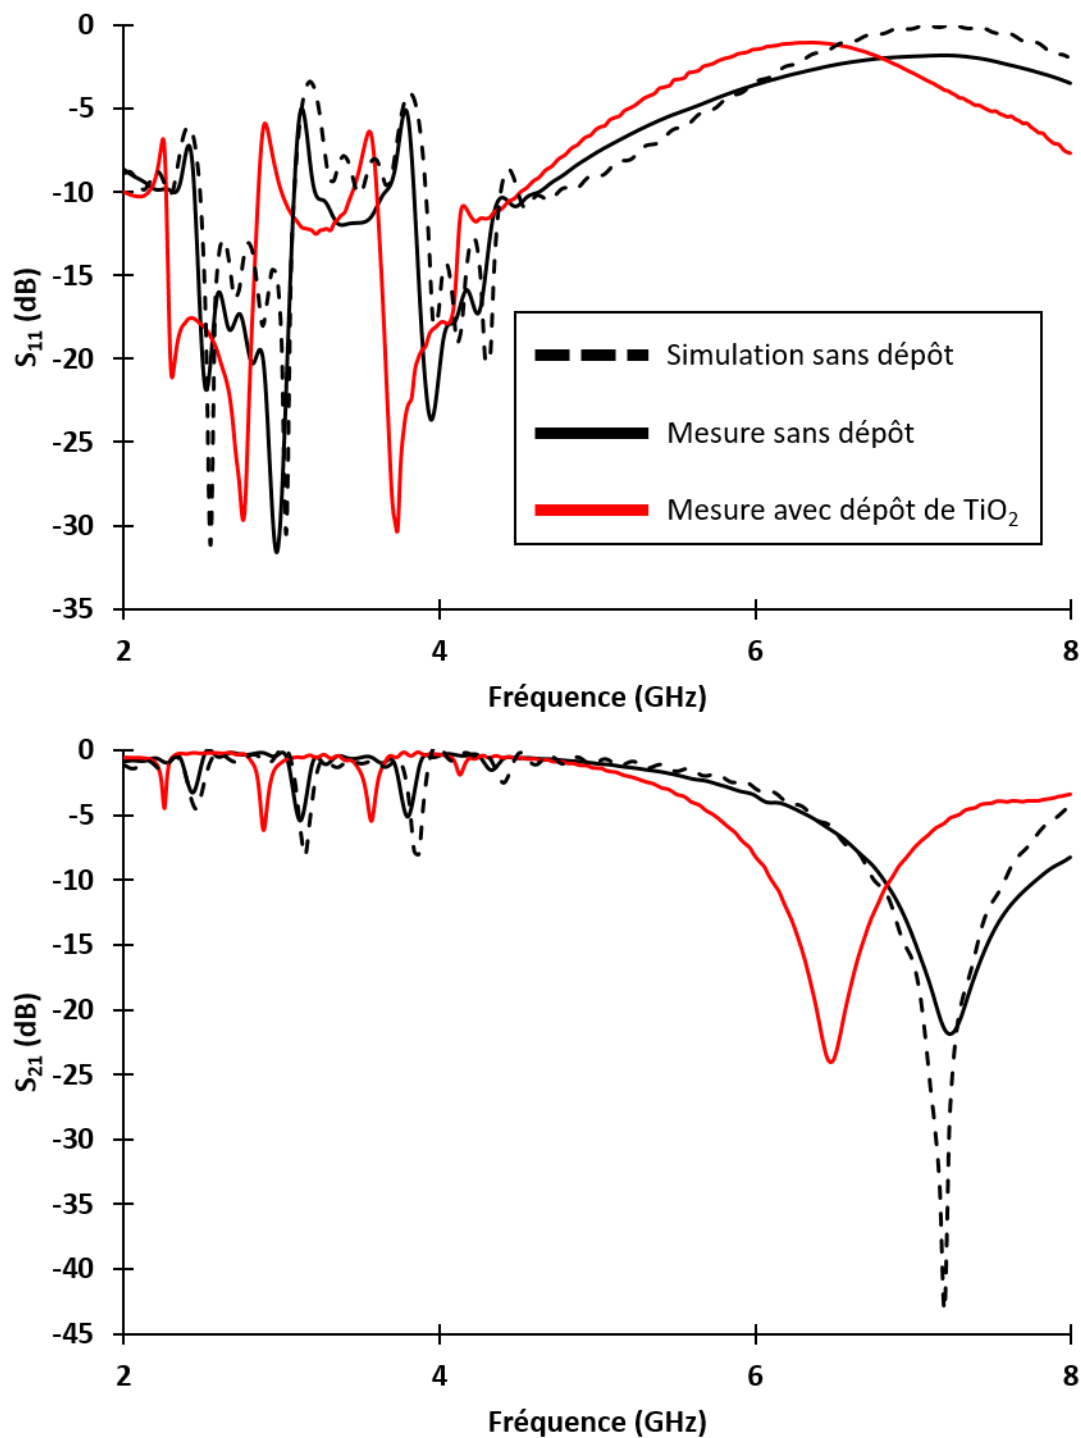 0
-5
-10
-15
-20
-25
-30
-35
S₁₁ (dB)
Simulation sans dépôt
Mesure sans dépôt
Mesure avec dépôt de TiO₂
2 4 6 8
Fréquence (GHz)
0
-5
-10
-15
-20
-25
-30
-35
-40
-45
S₂₁ (dB)
2 4 6 8
Fréquence (GHz)